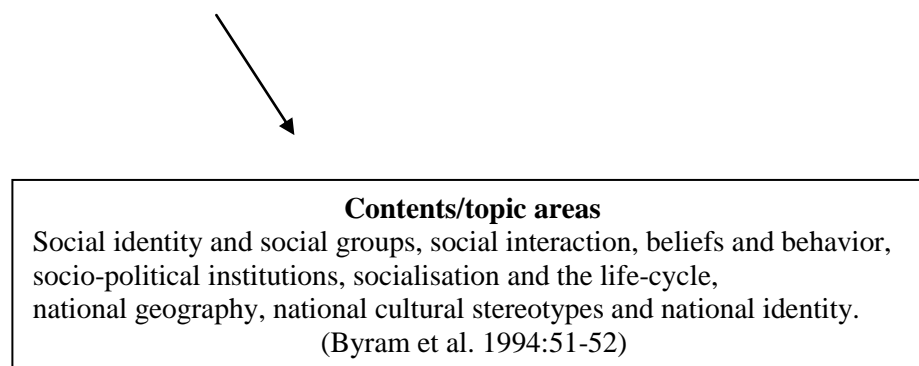 Contents/topic areas
Social identity and social groups, social interaction, beliefs and behavior,
socio-political institutions, socialisation and the life-cycle,
national geography, national cultural stereotypes and national identity.
(Byram et al. 1994:51-52)